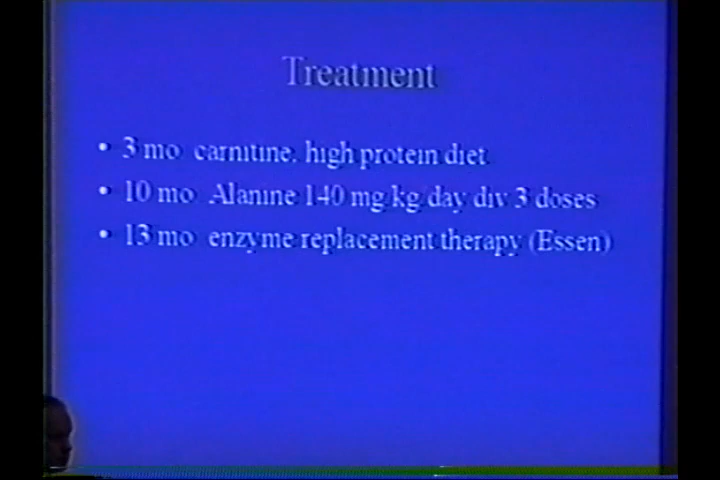 Treatment
• 3 mo carnitine; high protein diet
• 10 mo Alanine 140 mg/kg/day div 3 doses
• 13 mo enzyme replacement therapy (Essen)